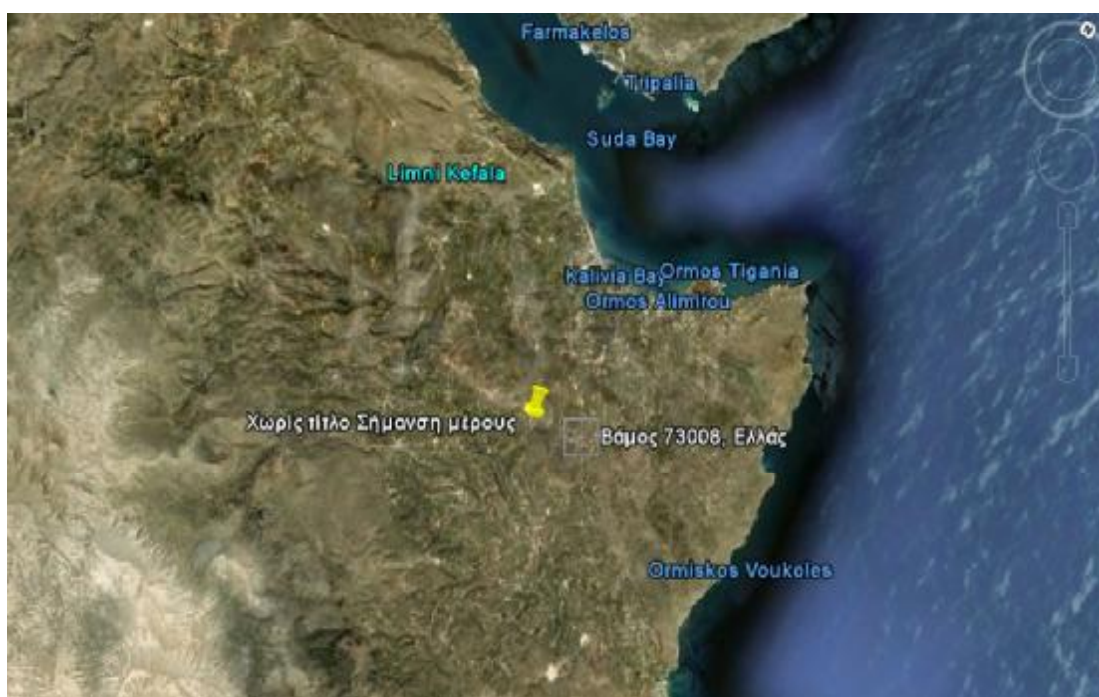 Farmakelos
Tripalia
Suda Bay
Limni Kefala
Kalivia Bay
Ormos Tigania
Ormos Alimirou
Χωρίς τίτλο Σήμανση μέρους
Βάμος 73008, Ελλάς
Ormiskos Voukoles